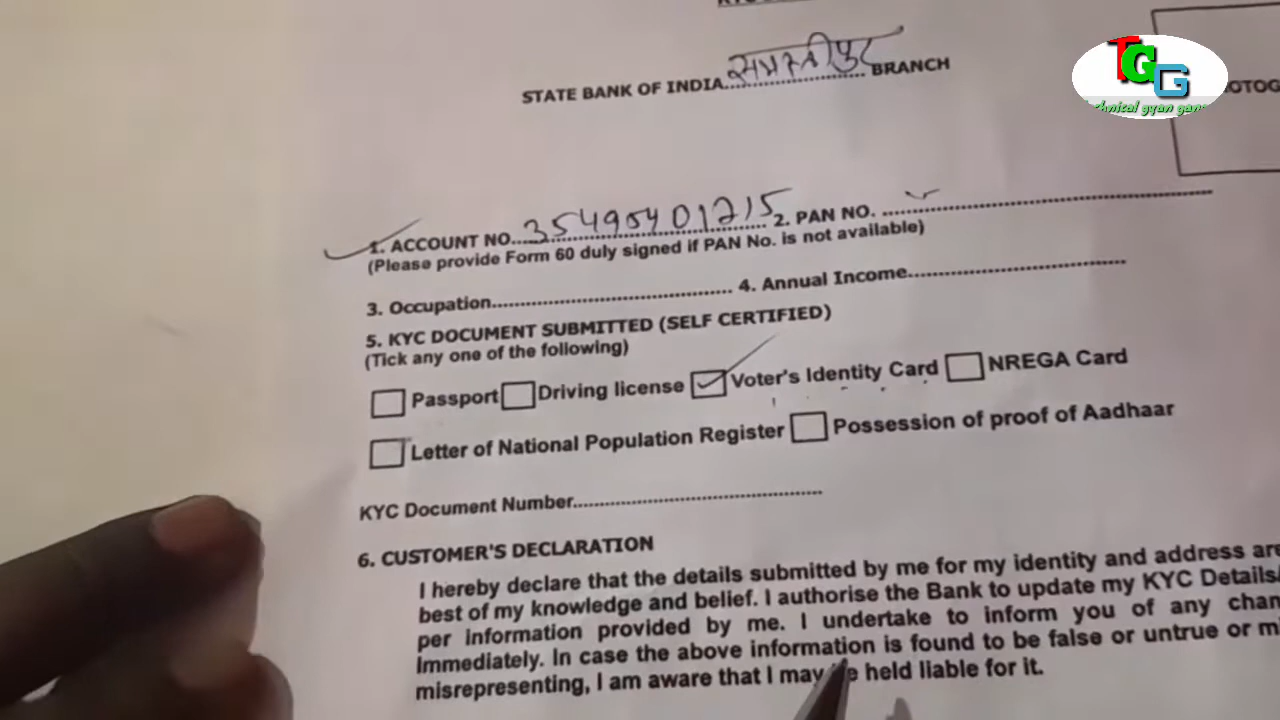 STATE BANK OF INDIA समस्तीपुर BRANCH
TGG
1. ACCOUNT NO. 35490401215 2. PAN NO.
(Please provide Form 60 duly signed if PAN No. is not available)
3. Occupation 4. Annual Income
5. KYC DOCUMENT SUBMITTED (SELF CERTIFIED)
(Tick any one of the following)
Passport Driving license Voter's Identity Card NREGA Card
Letter of National Population Register Possession of proof of Aadhaar
KYC Document Number
6. CUSTOMER'S DECLARATION
I hereby declare that the details submitted by me for my identity and address are
best of my knowledge and belief. I authorise the Bank to update my KYC Details/
per information provided by me. I undertake to inform you of any
Immediately. In case the above information is found to be false or untrue or
misrepresenting, I am aware that I may be held liable for it.